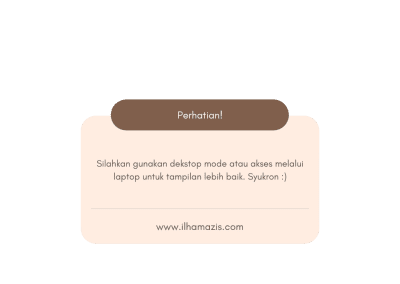 Perhatian!
Silahkan gunakan dekstop mode atau akses melalui
laptop untuk tampilan lebih baik. Syukron :)
www.ilhamazis.com